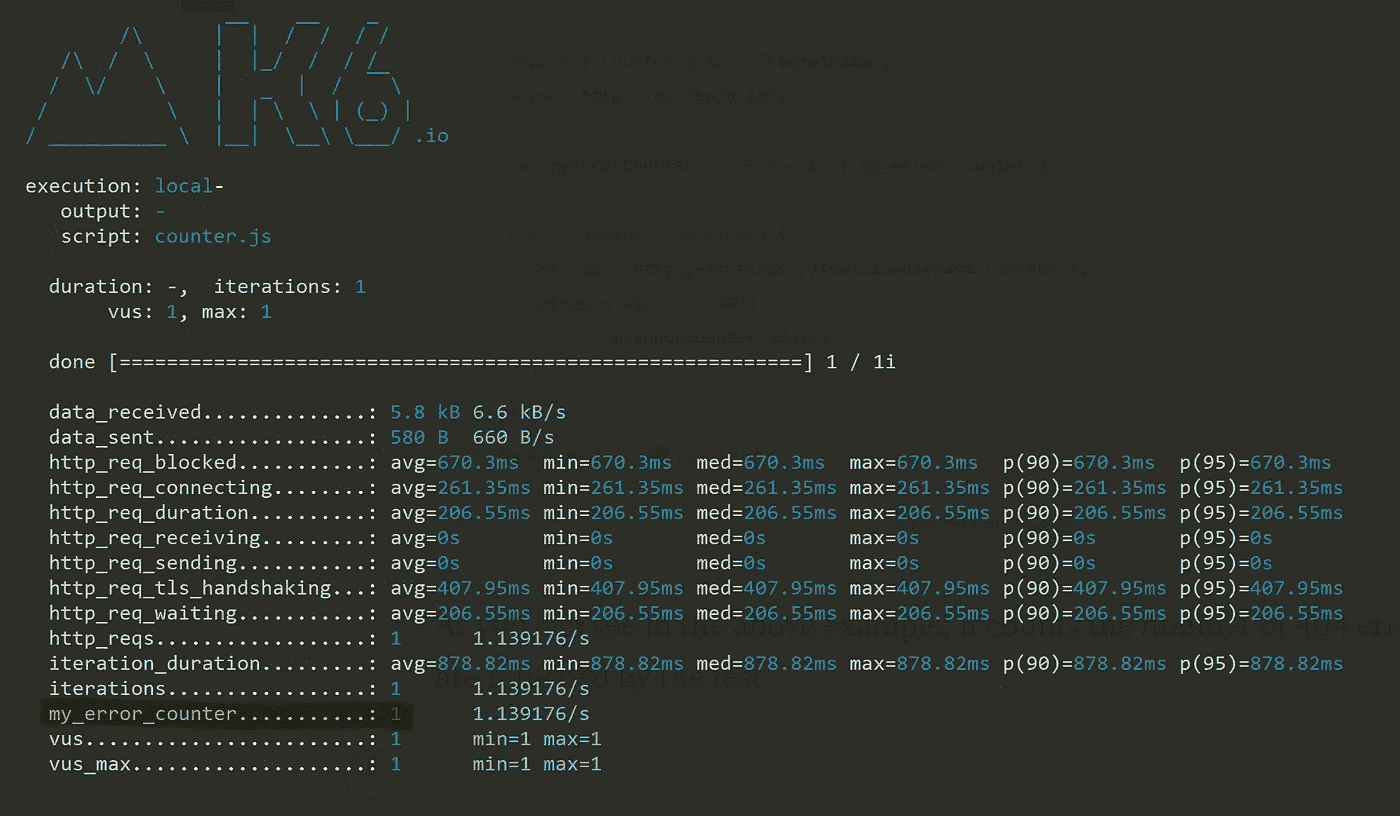 K6 .io
execution: local-
output: -
script: counter.js
duration: -, iterations: 1
vus: 1, max: 1
done [==========================================================] 1 / 1i
data_received..............: 5.8 kB 6.6 kB/s
data_sent..................: 580 B 660 B/s
http_req_blocked...........: avg=670.3ms min=670.3ms med=670.3ms max=670.3ms p(90)=670.3ms p(95)=670.3ms
http_req_connecting........: avg=261.35ms min=261.35ms med=261.35ms max=261.35ms p(90)=261.35ms p(95)=261.35ms
http_req_duration..........: avg=206.55ms min=206.55ms med=206.55ms max=206.55ms p(90)=206.55ms p(95)=206.55ms
http_req_receiving.........: avg=0s min=0s med=0s max=0s p(90)=0s p(95)=0s
http_req_sending...........: avg=0s min=0s med=0s max=0s p(90)=0s p(95)=0s
http_req_tls_handshaking...: avg=407.95ms min=407.95ms med=407.95ms max=407.95ms p(90)=407.95ms p(95)=407.95ms
http_req_waiting...........: avg=206.55ms min=206.55ms med=206.55ms max=206.55ms p(90)=206.55ms p(95)=206.55ms
http_reqs..................: 1 1.139176/s
iteration_duration.........: avg=878.82ms min=878.82ms med=878.82ms max=878.82ms p(90)=878.82ms p(95)=878.82ms
iterations.................: 1 1.139176/s
my_error_counter...........: 1 1.139176/s
vus........................: 1 min=1 max=1
vus_max....................: 1 min=1 max=1